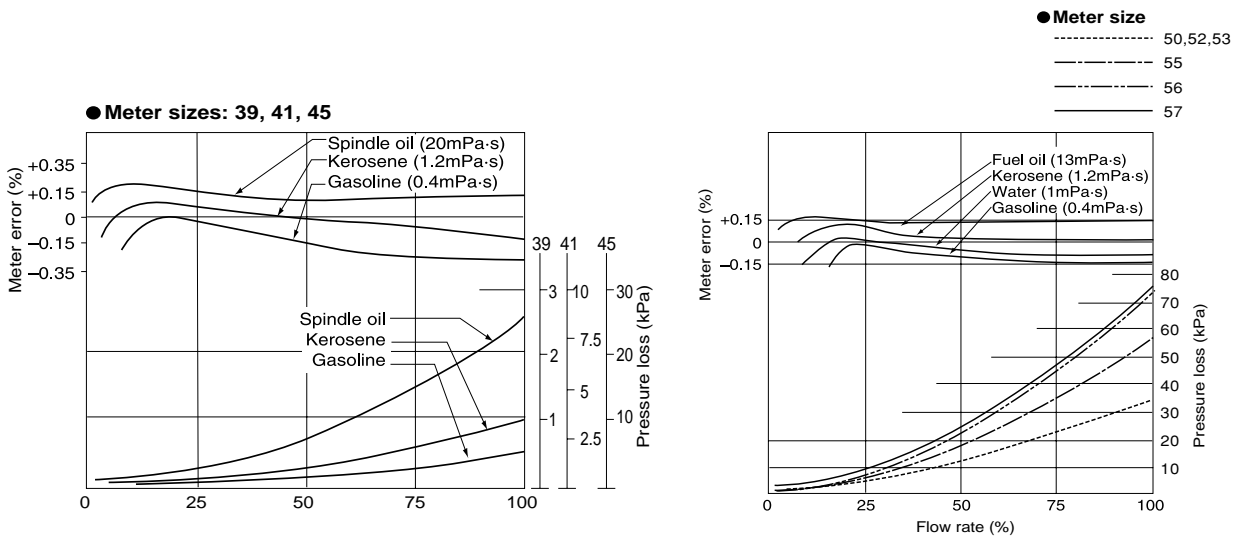 ● Meter size
50,52,53
55
56
57
● Meter sizes: 39, 41, 45
Meter error (%)
+0.35
+0.15
0
−0.15
−0.35
Spindle oil (20mPa·s)
Kerosene (1.2mPa·s)
Gasoline (0.4mPa·s)
39 41 45
3 10 30
7.5
2 20
5
1 10
2.5
Pressure loss (kPa)
Spindle oil
Kerosene
Gasoline
0 25 50 75 100
Meter error (%)
+0.15
0
−0.15
Fuel oil (13mPa·s)
Kerosene (1.2mPa·s)
Water (1mPa·s)
Gasoline (0.4mPa·s)
80
70
60
50
40
30
20
10
Pressure loss (kPa)
0 25 50 75 100
Flow rate (%)